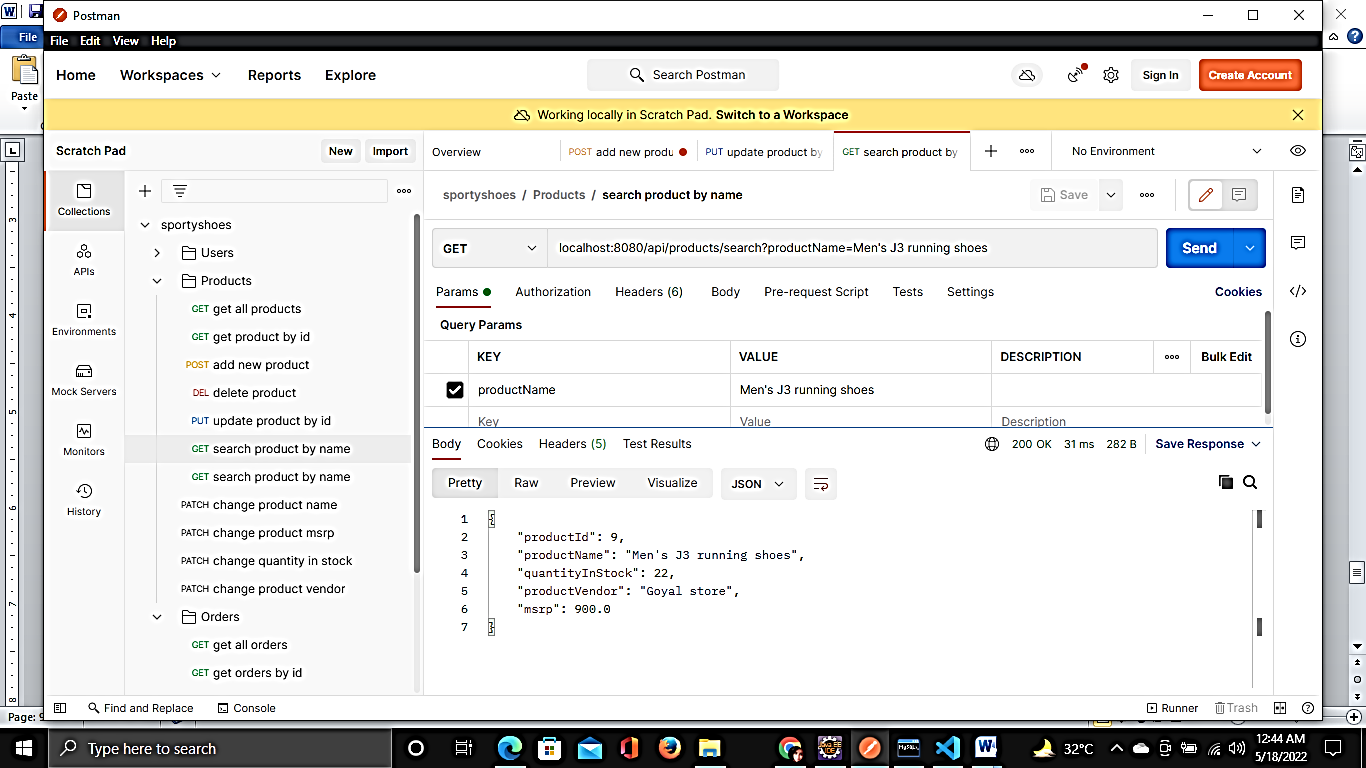 Postman
File
File Edit View Help
Paste
Home Workspaces Reports Explore
Search Postman
Sign In
Create Account
Working locally in Scratch Pad. Switch to a Workspace
Scratch Pad
New
Import
Overview
POST add new produ
PUT update product by
GET search product by
No Environment
Collections
APIs
Environments
Mock Servers
Monitors
History
sportyshoes
Users
Products
GET get all products
GET get product by id
POST add new product
DEL delete product
PUT update product by id
GET search product by name
GET search product by name
PATCH change product name
PATCH change product msrp
PATCH change quantity in stock
PATCH change product vendor
Orders
GET get all orders
GET get orders by id
sportyshoes / Products / search product by name
Save
GET
localhost:8080/api/products/search?productName=Men's J3 running shoes
Send
Params Authorization Headers (6) Body Pre-request Script Tests Settings Cookies
Query Params
KEY VALUE DESCRIPTION Bulk Edit
productName Men's J3 running shoes
Key Value Description
Body Cookies Headers (5) Test Results
200 OK 31 ms 282 B Save Response
Pretty Raw Preview Visualize JSON
1 {
2 "productId": 9,
3 "productName": "Men's J3 running shoes",
4 "quantityInStock": 22,
5 "productVendor": "Goyal store",
6 "msrp": 900.0
7 }
Find and Replace
Console
Runner
Trash
Type here to search
32°C
12:44 AM
5/18/2022